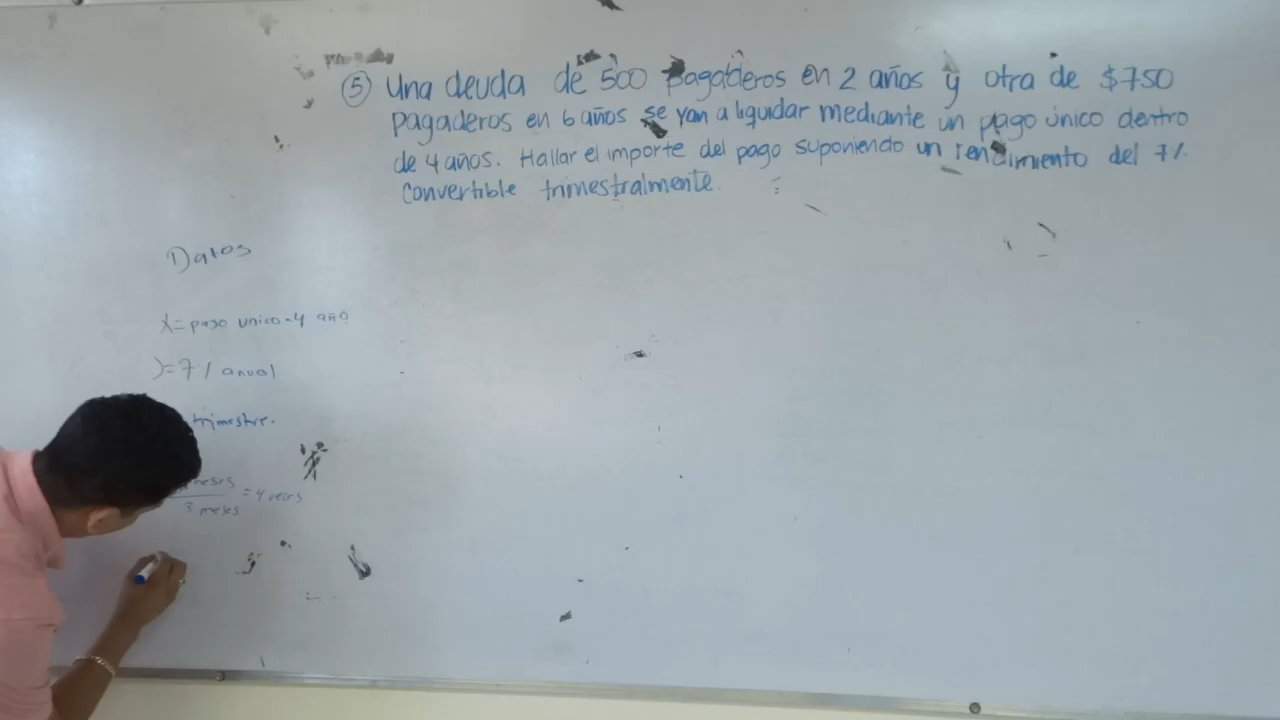 ⑤ Una deuda de 500 pagaderos en 2 años y otra de $750
pagaderos en 6 años se van a liquidar mediante un pago único dentro
de 4 años. Hallar el importe del pago suponiendo un rendimiento del 7%
convertible trimestralmente.
Datos
X= pago unico - 4 año
J=7% anual
trimestre.
meses
3 meses
= 4 veces